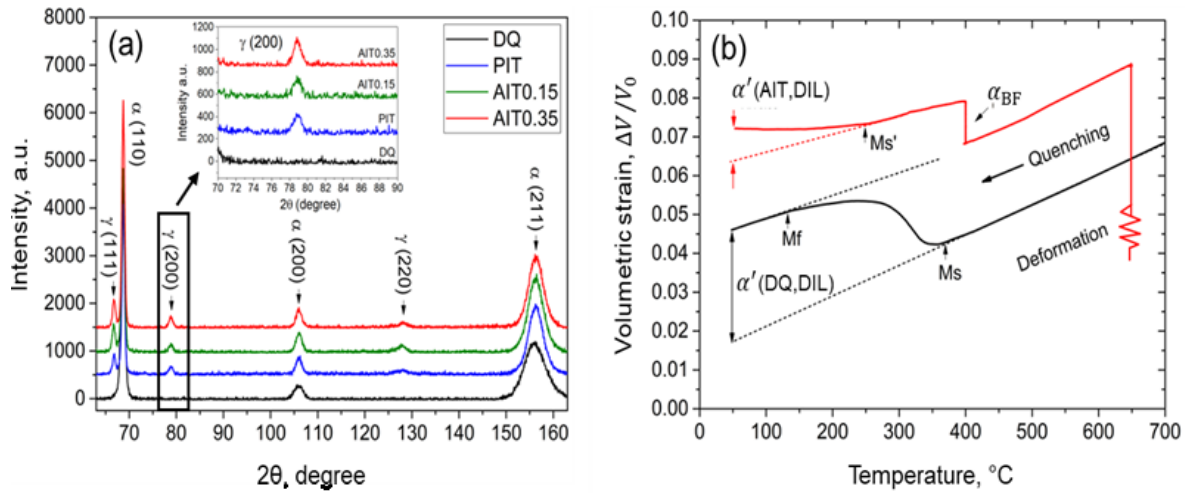 (a)
DQ
PIT
AIT0.15
AIT0.35
γ (200)
AIT0.35
AIT0.15
PIT
DQ
Intensity a.u.
1200
1000
800
600
400
200
0
70 72 74 76 78 80 82 84 86 88 90
2θ (degree)
γ (111)
α (110)
γ (200)
α (200)
γ (220)
α (211)
Intensity, a.u.
8000
7000
6000
5000
4000
3000
2000
1000
0
70 80 90 100 110 120 130 140 150 160
2θ, degree
(b)
α′(AIT,DIL)
α_BF
Ms'
Quenching
Mf
Ms
Deformation
α′(DQ,DIL)
Volumetric strain, ΔV/V₀
0.10
0.09
0.08
0.07
0.06
0.05
0.04
0.03
0.02
0.01
0.00
0 100 200 300 400 500 600 700
Temperature, °C